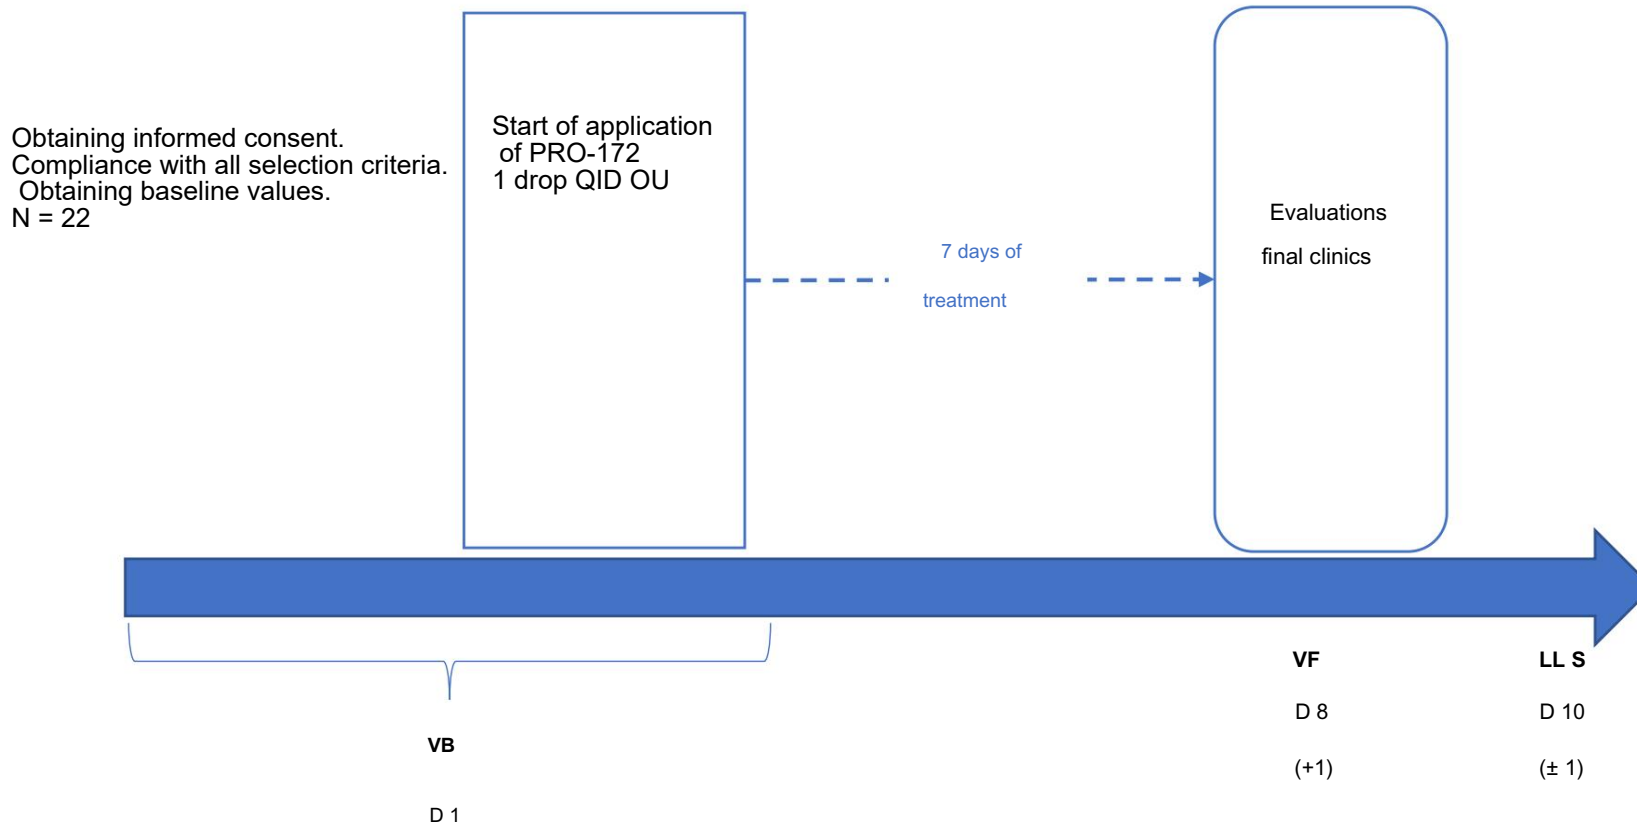 Obtaining informed consent.
Compliance with all selection criteria.
Obtaining baseline values.
N = 22
Start of application
of PRO-172
1 drop QID OU
7 days of
treatment
Evaluations
final clinics
VB
D 1
VF
D 8
(+1)
LL S
D 10
(± 1)